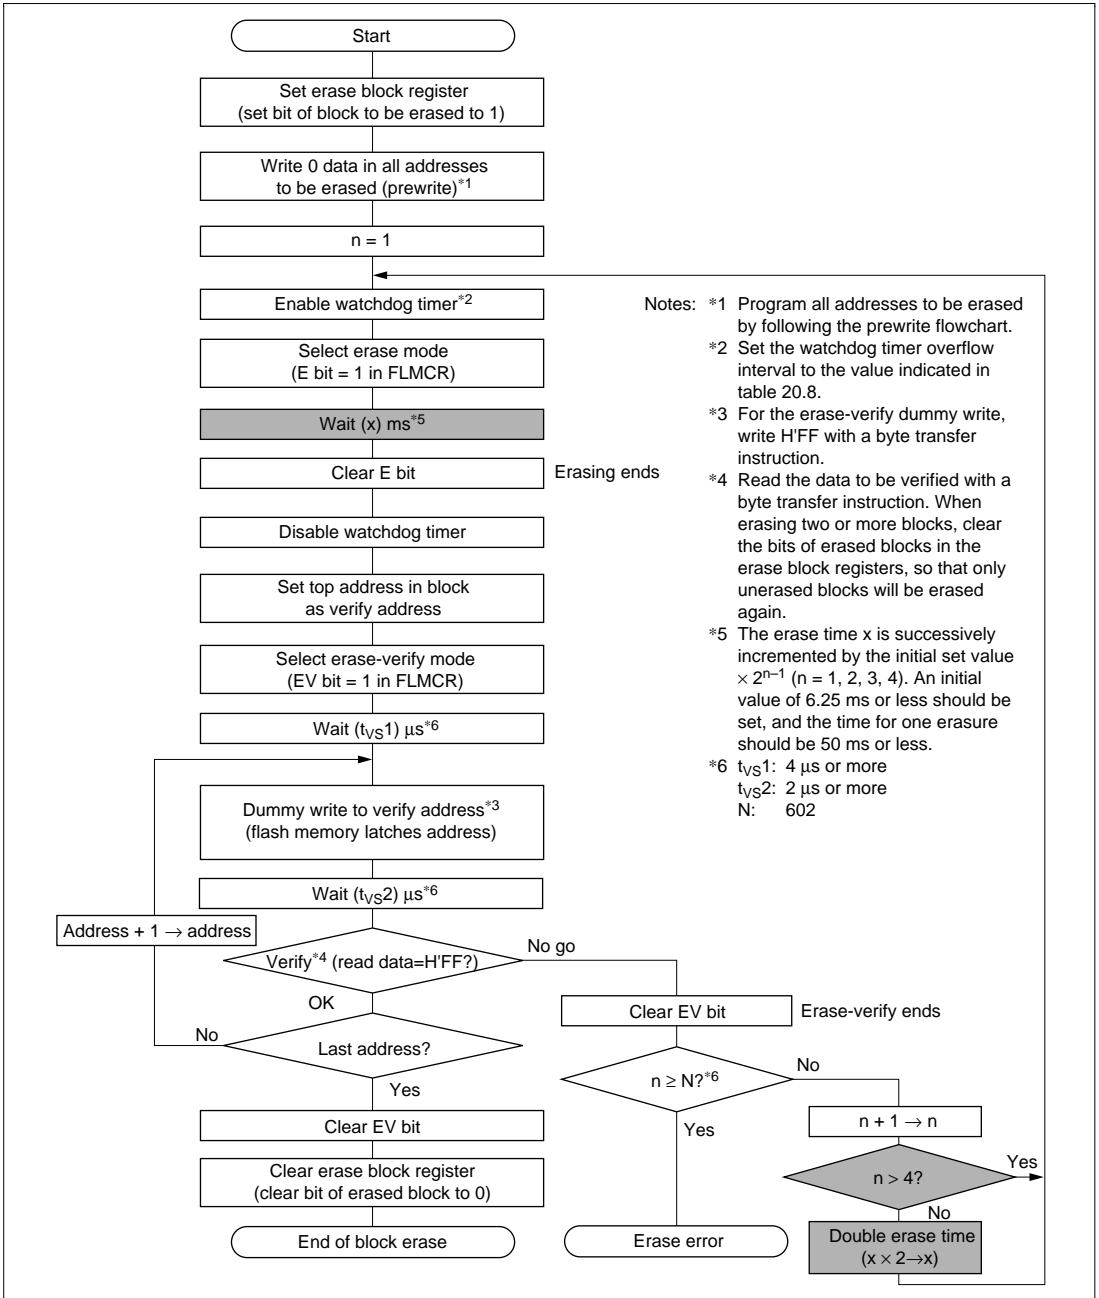 Start
Set erase block register
(set bit of block to be erased to 1)
Write 0 data in all addresses
to be erased (prewrite)*1
n = 1
Enable watchdog timer*2
Select erase mode
(E bit = 1 in FLMCR)
Wait (x) ms*5
Clear E bit
Erasing ends
Disable watchdog timer
Set top address in block
as verify address
Select erase-verify mode
(EV bit = 1 in FLMCR)
Wait (tVS1) μs*6
Dummy write to verify address*3
(flash memory latches address)
Wait (tVS2) μs*6
Address + 1 → address
Verify*4 (read data=H'FF?)
No go
OK
Last address?
No
Yes
Clear EV bit
Clear erase block register
(clear bit of erased block to 0)
End of block erase
Clear EV bit
Erase-verify ends
n ≥ N?*6
No
Yes
Erase error
n + 1 → n
n > 4?
Yes
No
Double erase time
(x × 2→x)
Notes: *1 Program all addresses to be erased
by following the prewrite flowchart.
*2 Set the watchdog timer overflow
interval to the value indicated in
table 20.8.
*3 For the erase-verify dummy write,
write H'FF with a byte transfer
instruction.
*4 Read the data to be verified with a
byte transfer instruction. When
erasing two or more blocks, clear
the bits of erased blocks in the
erase block registers, so that only
unerased blocks will be erased
again.
*5 The erase time x is successively
incremented by the initial set value
× 2n–1 (n = 1, 2, 3, 4). An initial
value of 6.25 ms or less should be
set, and the time for one erasure
should be 50 ms or less.
*6 tVS1: 4 μs or more
tVS2: 2 μs or more
N: 602